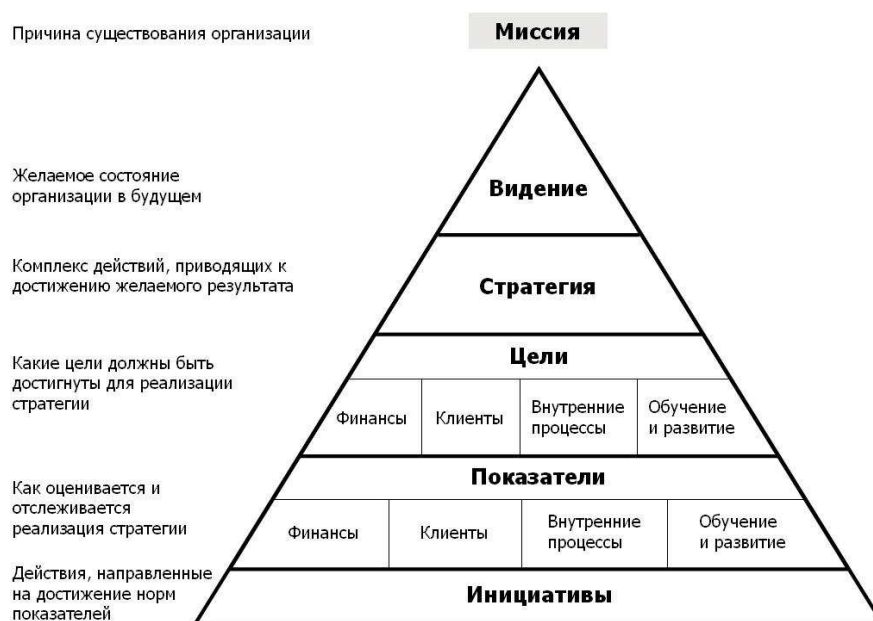 Причина существования организации
Миссия
Желаемое состояние
организации в будущем
Видение
Комплекс действий, приводящих к
достижению желаемого результата
Стратегия
Какие цели должны быть
достигнуты для реализации
стратегии
Цели
Финансы
Клиенты
Внутренние
процессы
Обучение
и развитие
Как оценивается и
отслеживается
реализация стратегии
Показатели
Финансы
Клиенты
Внутренние
процессы
Обучение
и развитие
Действия, направленные
на достижение норм
показателей
Инициативы